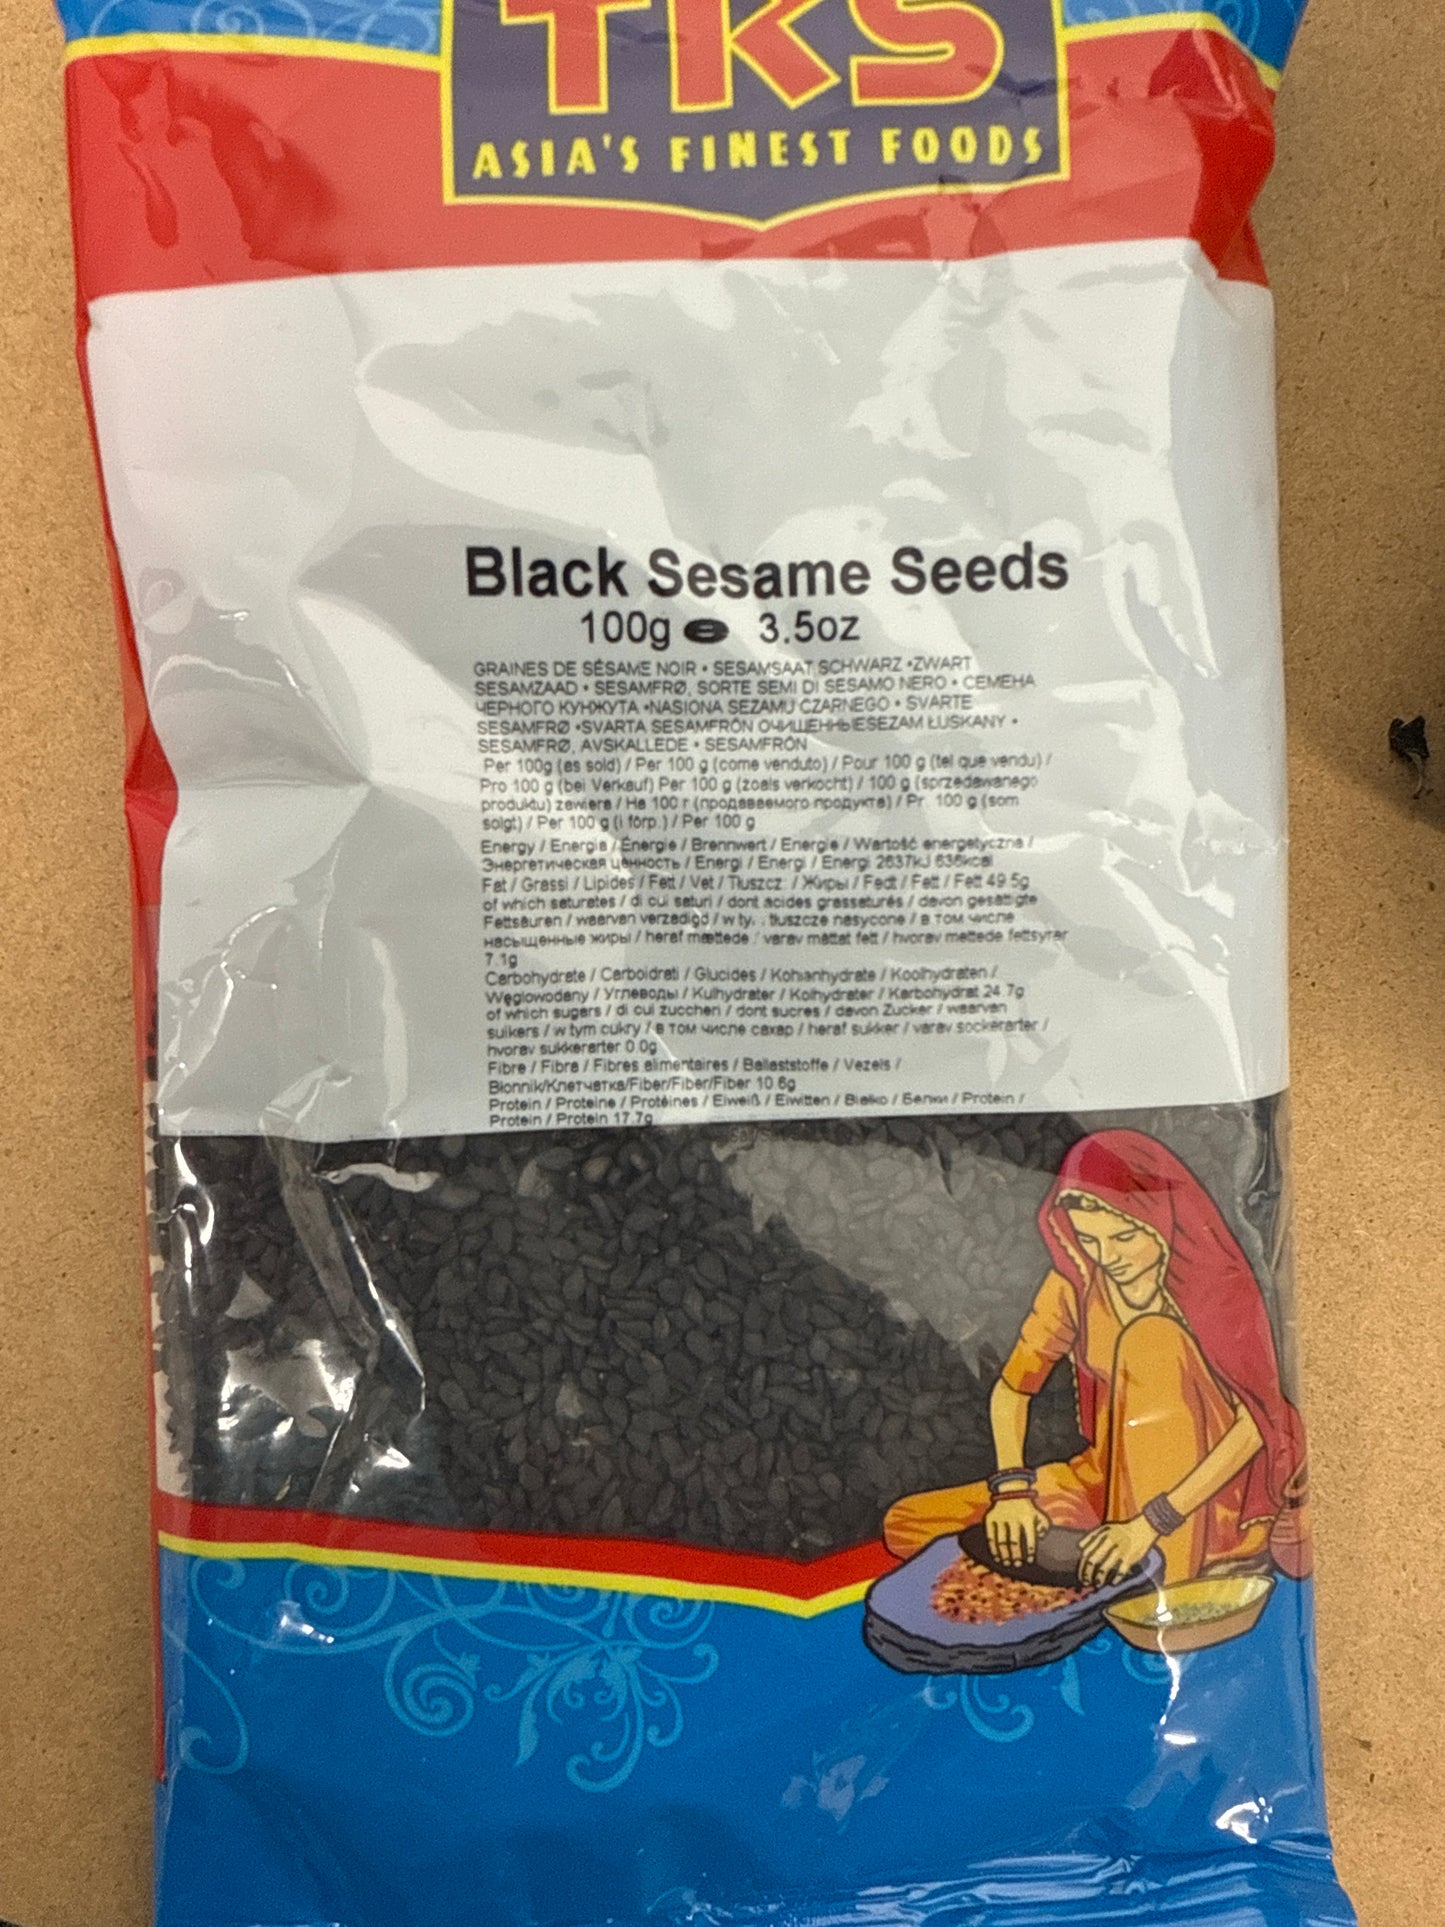 TKS
ASIA'S FINEST FOODS
Black Sesame Seeds
100g ℮ 3.5oz
GRAINES DE SÉSAME NOIR • SESAMSAAT SCHWARZ •ZWART
SESAMZAAD • SESAMFRØ, SORTE SEMI DI SESAMO NERO • СЕМЕНА
ЧЕРНОГО КУНЖУТА •NASIONA SEZAMU CZARNEGO • SVARTE
SESAMFRØ •SVARTA SESAMFRÖN ОЧИЩЕННЫЕSEZAM ŁUSKANY •
SESAMFRØ, AVSKALLEDE • SESAMFRÖN
Per 100g (as sold) / Per 100 g (come venduto) / Pour 100 g (tel que vendu) /
Pro 100 g (bei Verkauf) Per 100 g (zoals verkocht) / 100 g (sprzedawanego
produktu) zawiera / На 100 г (продаваемого продукта) / Pr. 100 g (som
solgt) / Per 100 g (i förp.) / Per 100 g
Energy / Energia / Énergie / Brennwert / Energie / Wartość energetyczna /
Энергетическая ценность / Energi / Energi / Energi 2637kJ 636kcal
Fat / Grassi / Lipides / Fett / Vet / Tłuszcz / Жиры / Fedt / Fett / Fett 49.5g
of which saturates / di cui saturi / dont acides grassaturés / davon gesättigte
Fettsäuren / waarvan verzadigd / w ty. . tłuszcze nasycone / в том числе
насыщенные жиры / heraf mættede / varav mättat fett / hvorav mettede fettsyrer
7.1g
Carbohydrate / Carboidrati / Glucides / Kohlanhydrate / Koolhydraten /
Węglowodany / Углеводы / Kulhydrater / Kolhydrater / Karbohydrat 24.7g
of which sugars / di cui zuccheri / dont sucres / davon Zucker / waarvan
suikers / w tym cukry / в том числе сахар / heraf sukker / varav sockerarter /
hvorav sukkerarter 0.0g
Fibre / Fibra / Fibres alimentaires / Ballaststoffe / Vezels /
Błonnik/Клетчатка/Fiber/Fiber/Fiber 10.6g
Protein / Proteine / Protéines / Eiweiß / Eiwitten / Białko / Белки / Protein /
Protein / Protein 17.7g